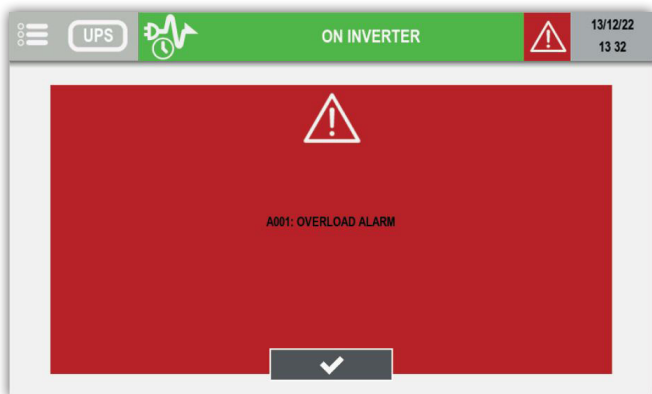 UPS
ON INVERTER
13/12/22
13 32
A001: OVERLOAD ALARM